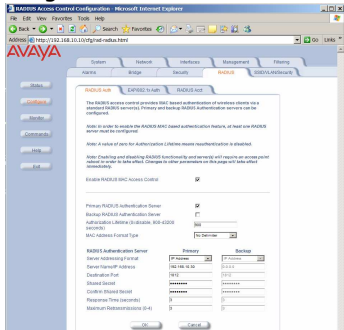 RADIUS Access Control Configuration - Microsoft Internet Explorer
File Edit View Favorites Tools Help
Back Search Favorites
Address http://192.168.10.10/cfg/rad-radius.html Go Links
AVAYA
System Network Interfaces Management Filtering
Alarms Bridge Security RADIUS SSID/VLAN/Security
Status
Configure
Monitor
Commands
Help
Exit
RADIUS Auth EAP/802.1x Auth RADIUS Acct
The RADIUS access control provides MAC based authentication of wireless clients via a
standard RADIUS server(s). Primary and backup RADIUS Authentication servers can be
configured.
Note: In order to enable the RADIUS MAC based authentication feature, at least one RADIUS
server must be configured.
Note: A value of zero for Authorization Lifetime means reauthentication is disabled.
Note: Enabling and disabling RADIUS functionality and server(s) will require an access point
reboot in order to take effect. Changes to other parameters on this page will take effect
immediately.
Enable RADIUS MAC Access Control
Primary RADIUS Authentication Server
Backup RADIUS Authentication Server
Authorization Lifetime (0=disable, 900-43200
seconds) 900
MAC Address Format Type No Delimiter
RADIUS Authentication Server Primary Backup
Server Addressing Format IP Address IP Address
Server Name/IP Address 192.168.10.30 0.0.0.0
Destination Port 1812 1812
Shared Secret ••••••••
Confirm Shared Secret ••••••••
Response Time (seconds) 3 3
Maximum Retransmissions (0-4) 3 3
OK Cancel